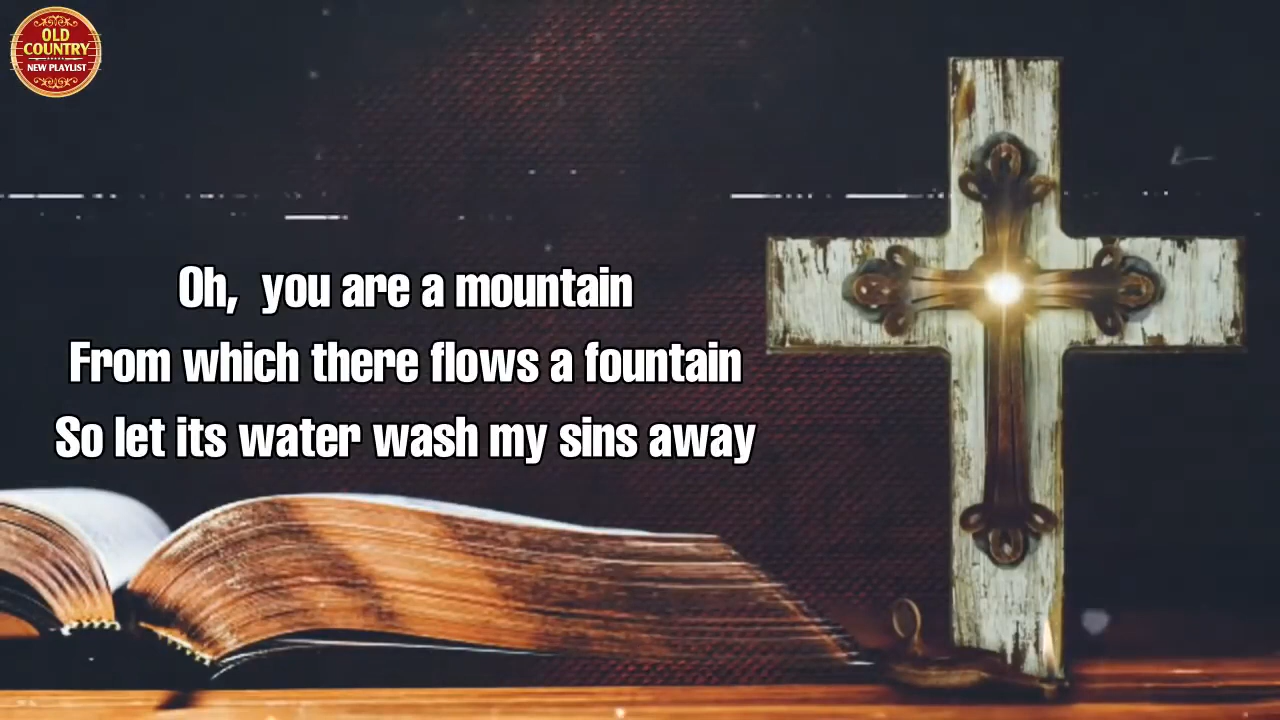 OLD
COUNTRY
NEW PLAYLIST
Oh, you are a mountain
From which there flows a fountain
So let its water wash my sins away